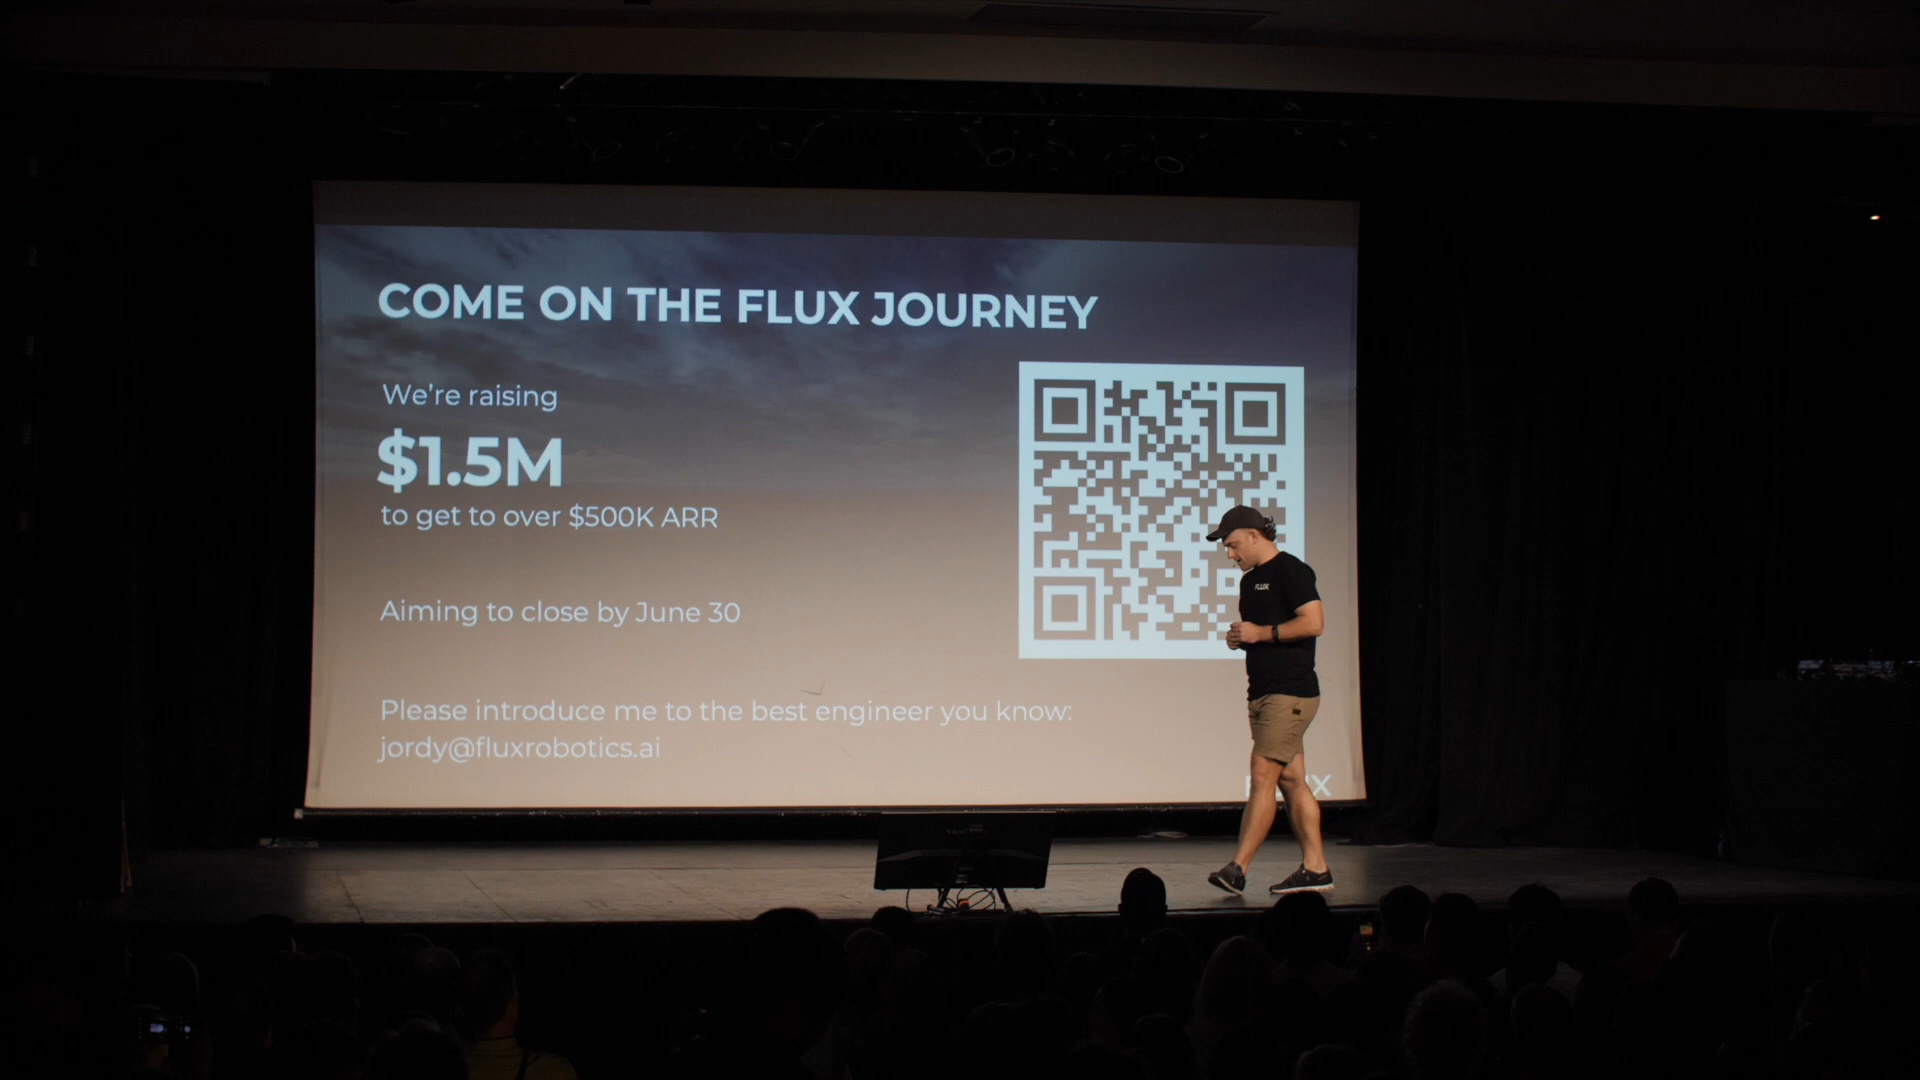 COME ON THE FLUX JOURNEY
We're raising
$1.5M
to get to over $500K ARR
Aiming to close by June 30
Please introduce me to the best engineer you know:
jordy@fluxrobotics.ai
FLUX